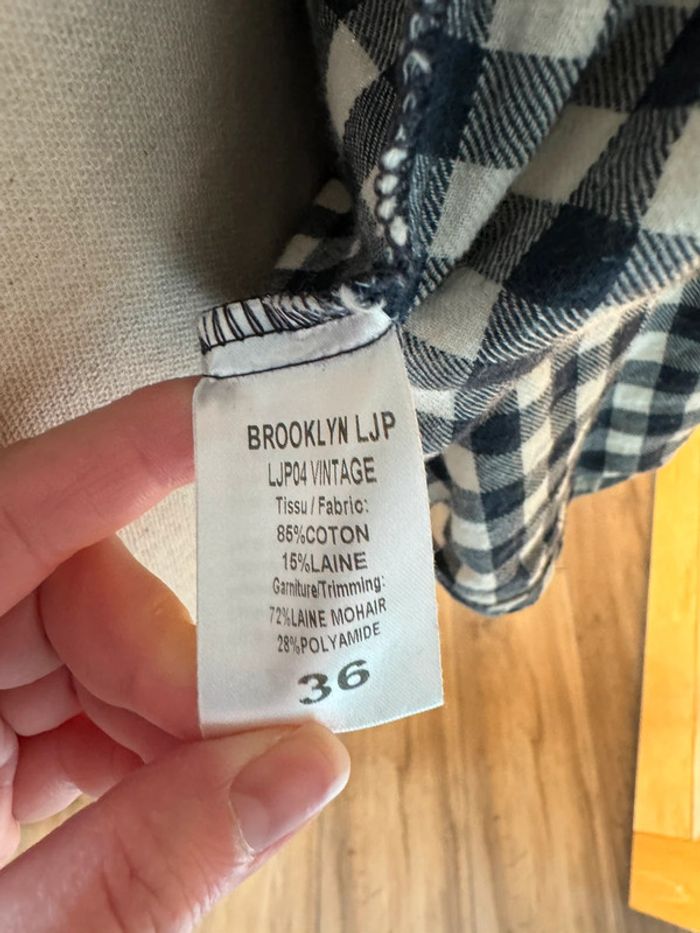 BROOKLYN LJP
LJP04 VINTAGE
Tissu / Fabric:
85%COTON
15%LAINE
Garniture/Trimming:
72%LAINE MOHAIR
28%POLYAMIDE
36